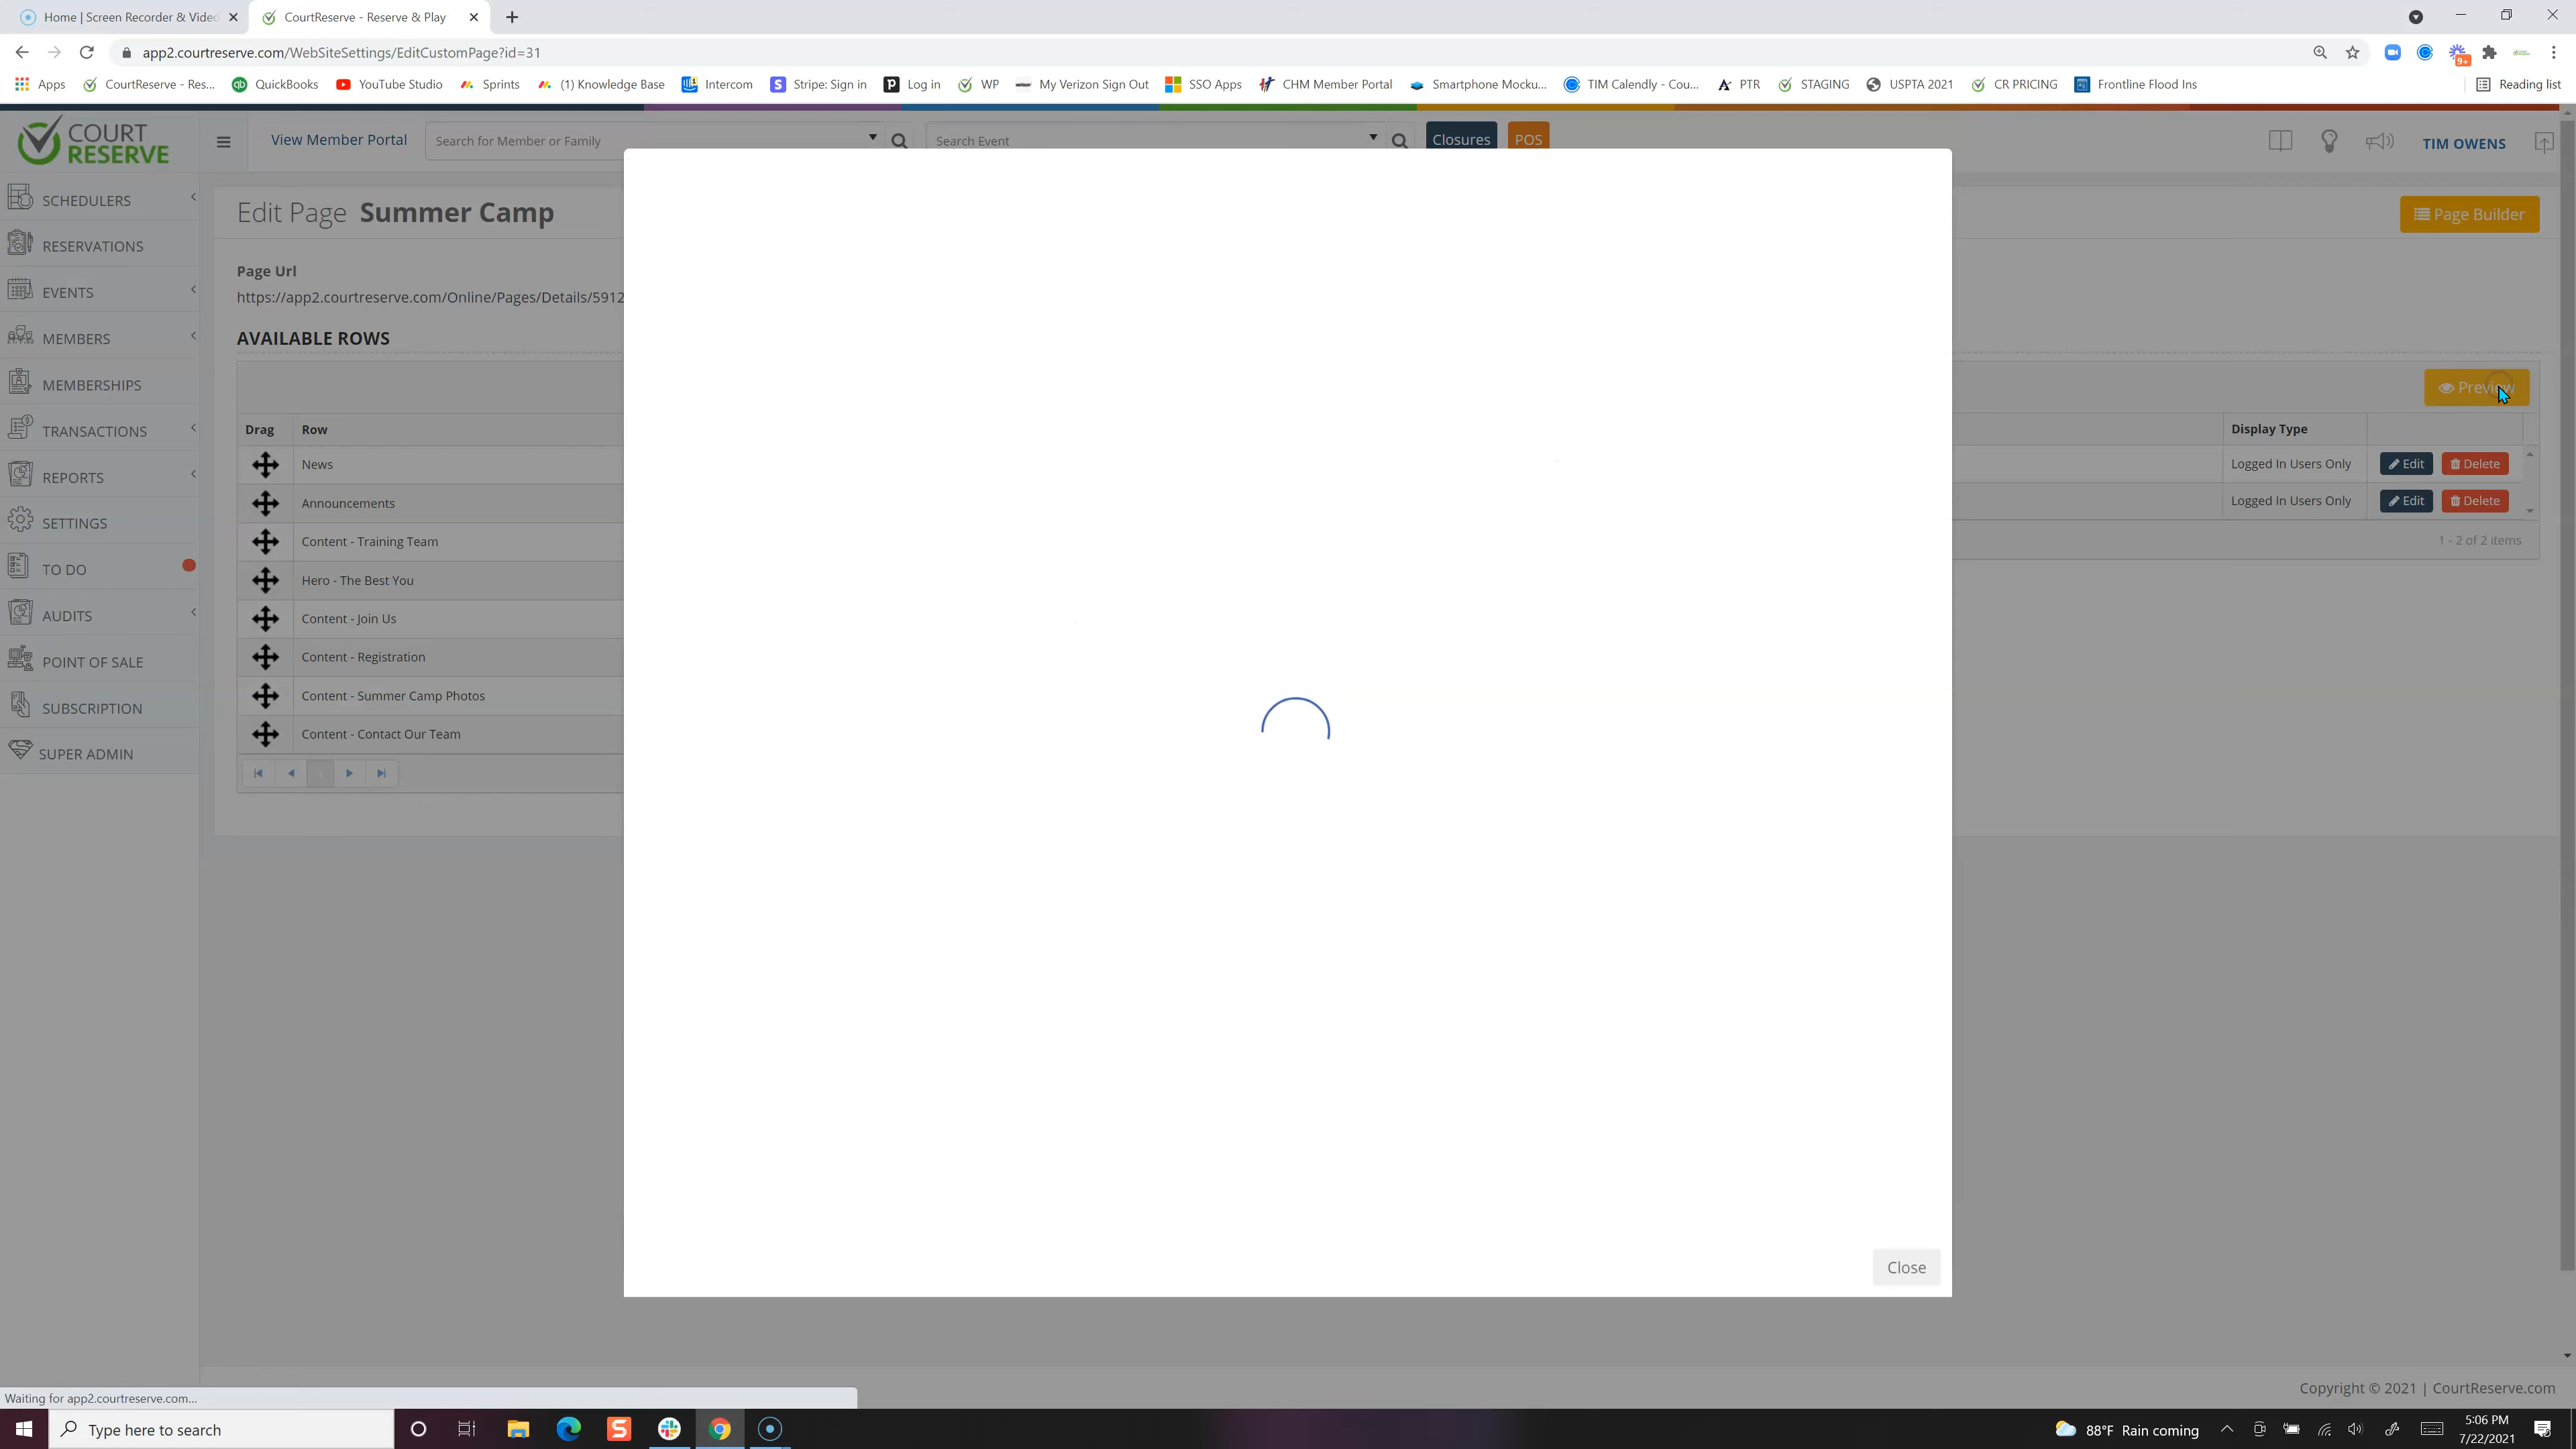 Home | Screen Recorder & Video
CourtReserve - Reserve & Play
app2.courtreserve.com/WebSiteSettings/EditCustomPage?id=31
Apps
CourtReserve - Res...
QuickBooks
YouTube Studio
Sprints
(1) Knowledge Base
Intercom
Stripe: Sign in
Log in
WP
My Verizon Sign Out
SSO Apps
CHM Member Portal
Smartphone Mocku...
TIM Calendly - Cou...
PTR
STAGING
USPTA 2021
CR PRICING
Frontline Flood Ins
Reading list
9+
COURT
RESERVE
View Member Portal
Search for Member or Family
Search Event
Closures
POS
TIM OWENS
SCHEDULERS
RESERVATIONS
EVENTS
MEMBERS
MEMBERSHIPS
TRANSACTIONS
REPORTS
SETTINGS
TO DO
AUDITS
POINT OF SALE
SUBSCRIPTION
SUPER ADMIN
Edit Page Summer Camp
Page Builder
Page Url
https://app2.courtreserve.com/Online/Pages/Details/5912
AVAILABLE ROWS
Preview
Drag Row
Display Type
News
Announcements
Content - Training Team
Hero - The Best You
Content - Join Us
Content - Registration
Content - Summer Camp Photos
Content - Contact Our Team
Logged In Users Only Edit Delete
Logged In Users Only Edit Delete
1 - 2 of 2 items
Close
Copyright © 2021 | CourtReserve.com
Waiting for app2.courtreserve.com...
Type here to search
88°F Rain coming
5:06 PM
7/22/2021